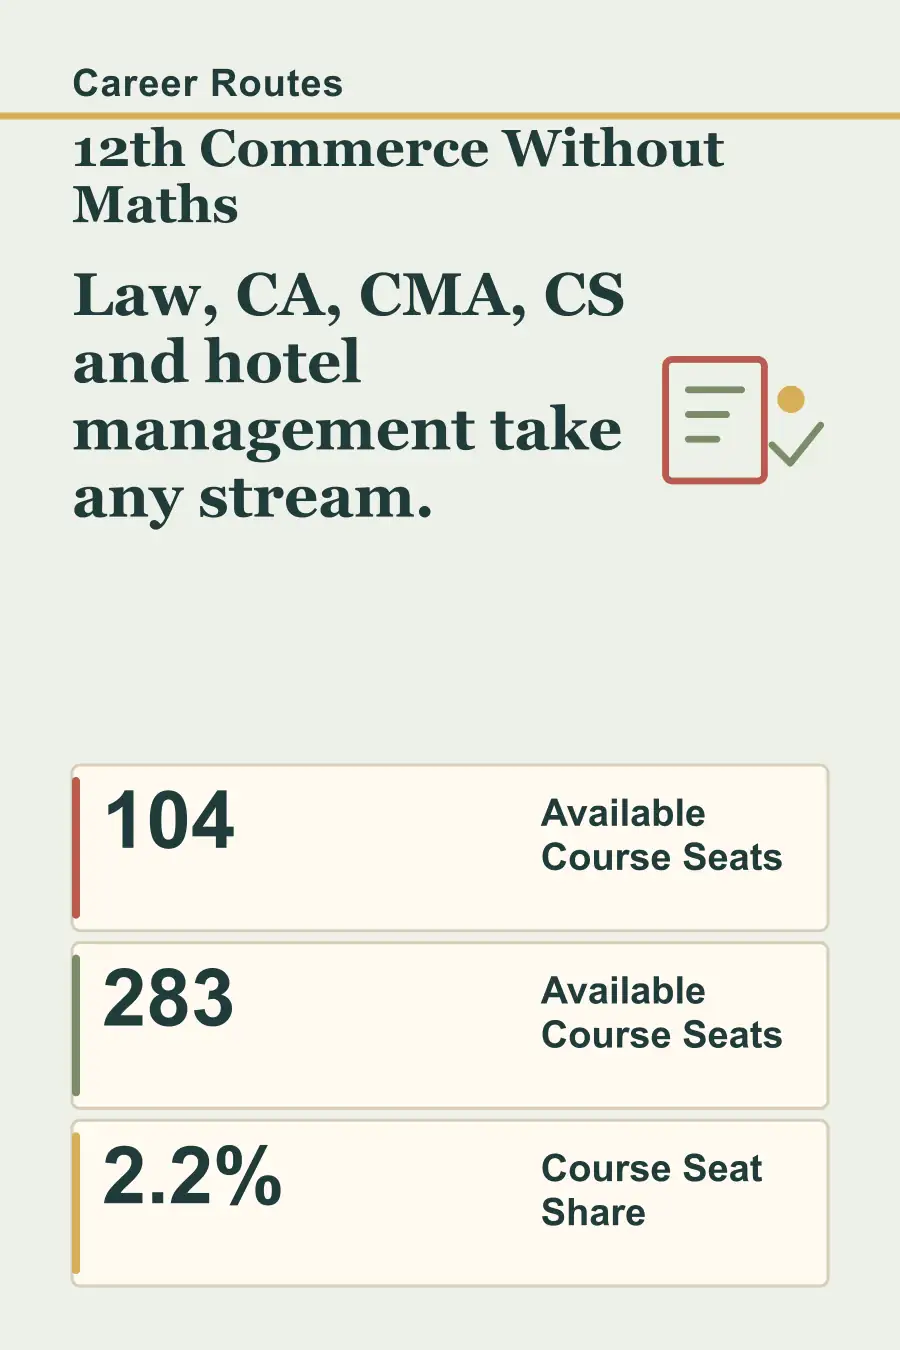 Career Routes
12th Commerce Without
Maths
Law, CA, CMA, CS
and hotel
management take
any stream.
104
Available
Course Seats
283
Available
Course Seats
2.2%
Course Seat
Share